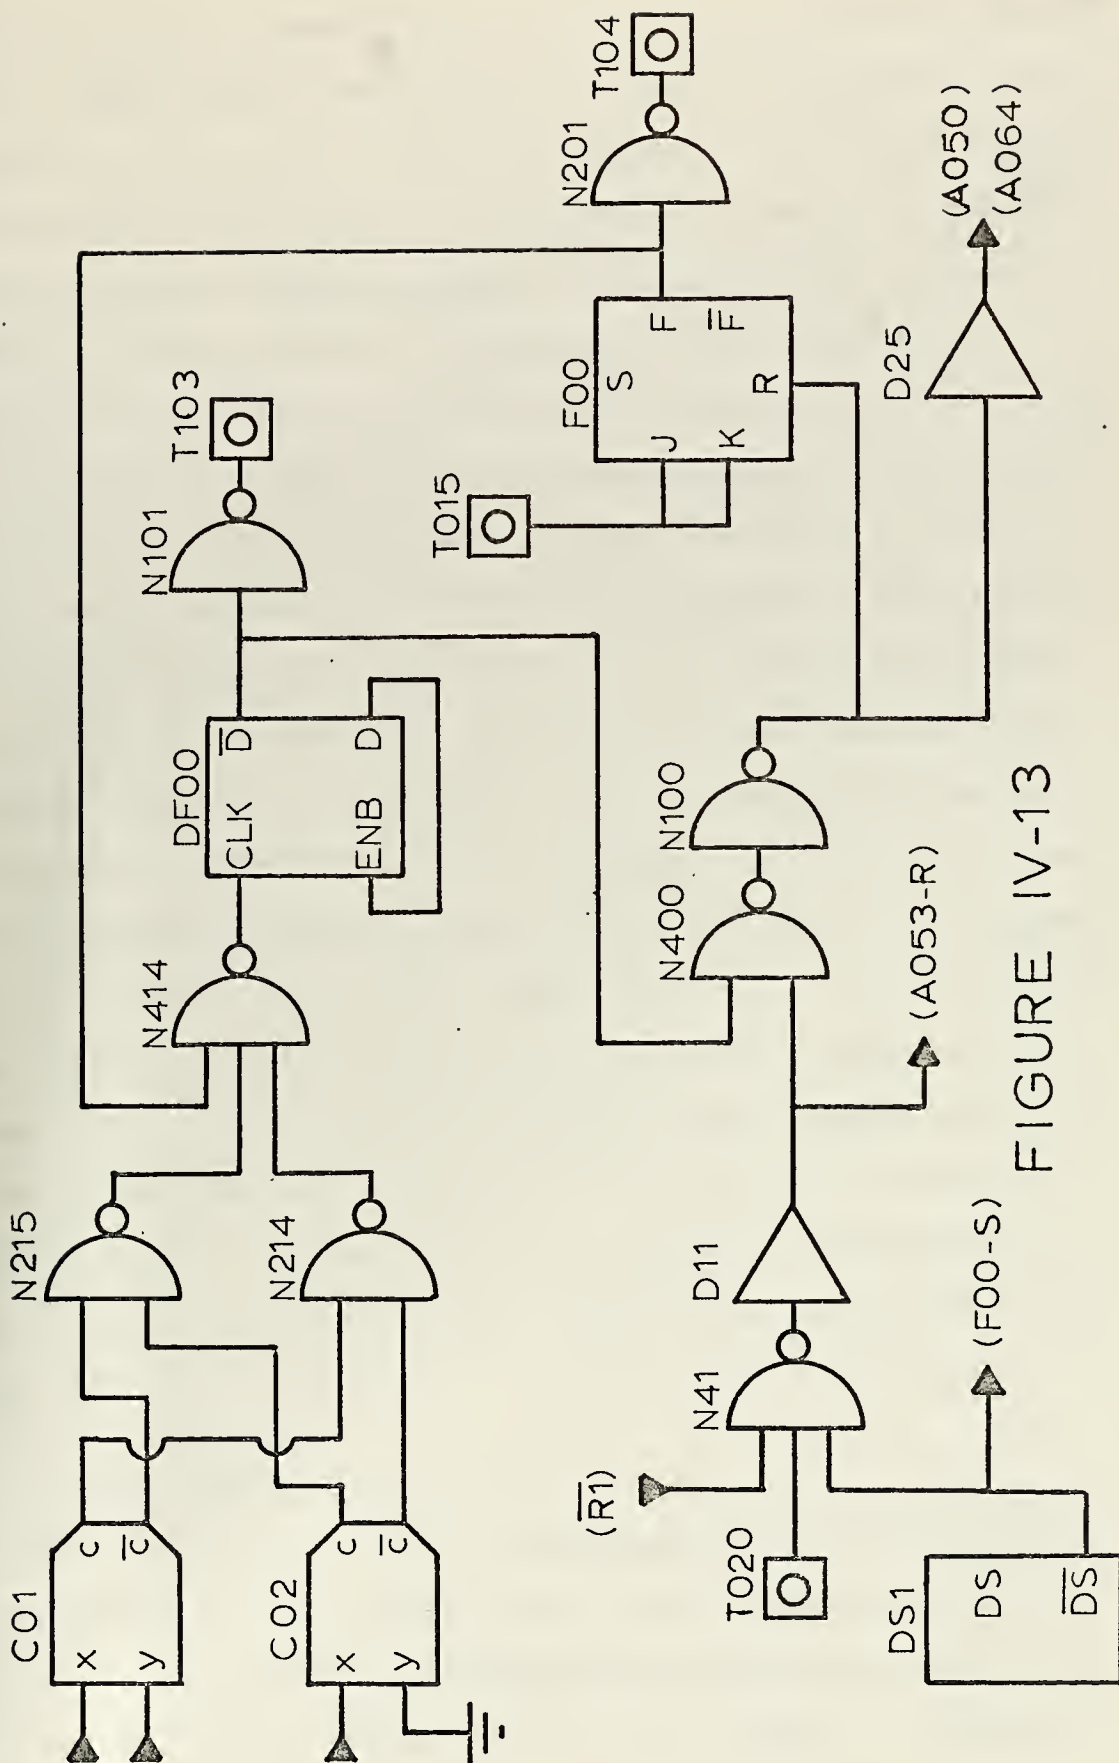 C01
x
y
c
c̅
C02
x
y
c
c̅
N215
N214
N414
DF00
CLK
D̅
ENB
D
N101
T103
T015
F00
S
J
F
K
F̅
R
N201
T104
(R̅1̅)
T020
DS1
DS
D̅S̅
N41
D11
(F00-S)
(A053-R)
N400
N100
D25
(A050)
(A064)
FIGURE IV-13